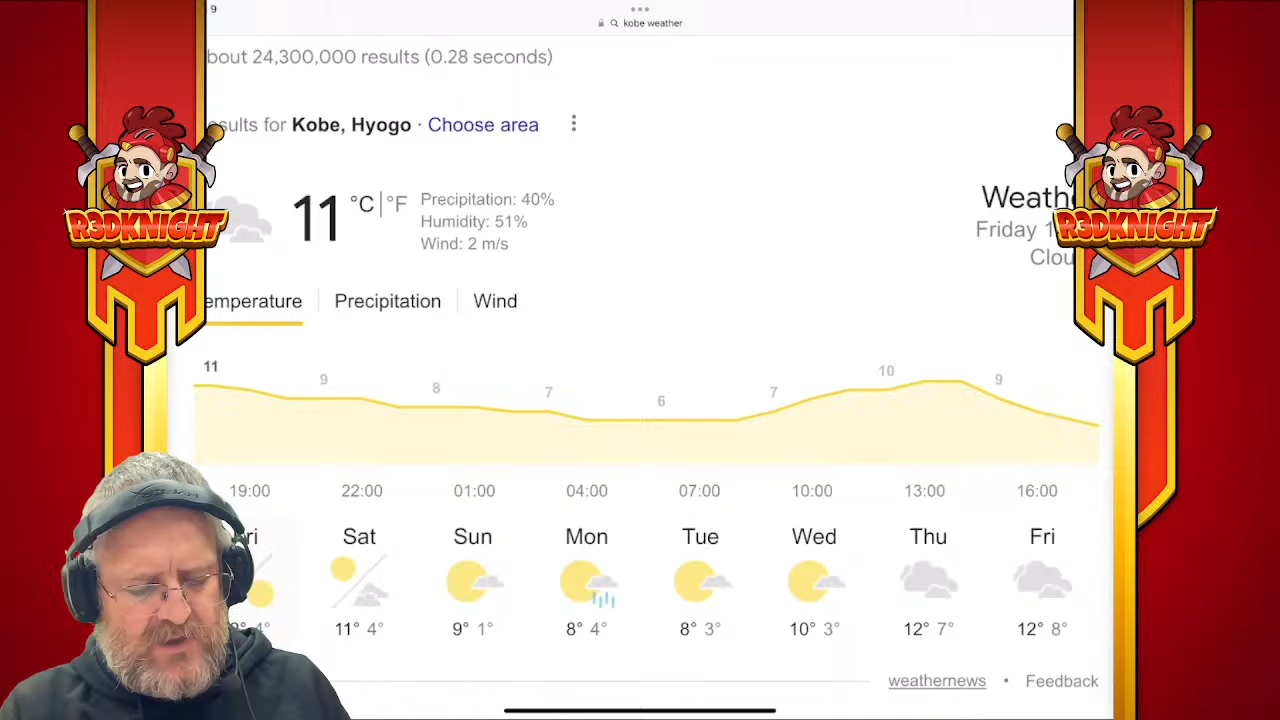 9
kobe weather
bout 24,300,000 results (0.28 seconds)
esults for Kobe, Hyogo · Choose area
11 °C | °F
Precipitation: 40%
Humidity: 51%
Wind: 2 m/s
Weath
Friday 1
Clou
R3DKNIGHT
R3DKNIGHT
emperature Precipitation Wind
11 9 8 7 6 7 10 9
19:00 22:00 01:00 04:00 07:00 10:00 13:00 16:00
ri Sat Sun Mon Tue Wed Thu Fri
4° 11° 4° 9° 1° 8° 4° 8° 3° 10° 3° 12° 7° 12° 8°
weathernews • Feedback